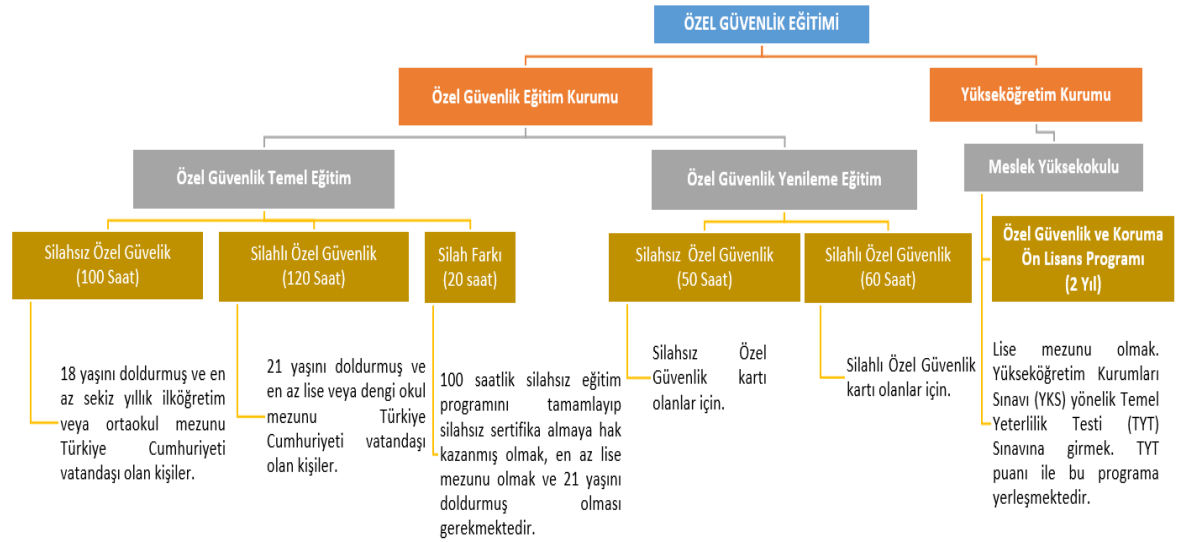 ÖZEL GÜVENLİK EĞİTİMİ
Özel Güvenlik Eğitim Kurumu
Yükseköğretim Kurumu
Özel Güvenlik Temel Eğitim
Özel Güvenlik Yenileme Eğitim
Meslek Yüksekokulu
Silahsız Özel Güvelik
(100 Saat)
Silahlı Özel Güvenlik
(120 Saat)
Silah Farkı
(20 saat)
Silahsız Özel Güvenlik
(50 Saat)
Silahlı Özel Güvenlik
(60 Saat)
Özel Güvenlik ve Koruma
Ön Lisans Programı
(2 Yıl)
18 yaşını doldurmuş ve en
az sekiz yıllık ilköğretim
veya ortaokul mezunu
Türkiye Cumhuriyeti
vatandaşı olan kişiler.
21 yaşını doldurmuş ve
en az lise veya dengi okul
mezunu Türkiye
Cumhuriyeti vatandaşı
olan kişiler.
100 saatlik silahsız eğitim
programını tamamlayıp
silahsız sertifika almaya hak
kazanmış olmak, en az lise
mezunu olmak ve 21 yaşını
doldurmuş olması
gerekmektedir.
Silahsız Özel
Güvenlik kartı
olanlar için.
Silahlı Özel Güvenlik
kartı olanlar için.
Lise mezunu olmak.
Yükseköğretim Kurumları
Sınavı (YKS) yönelik Temel
Yeterlilik Testi (TYT)
Sınavına girmek. TYT
puanı ile bu programa
yerleşmektedir.